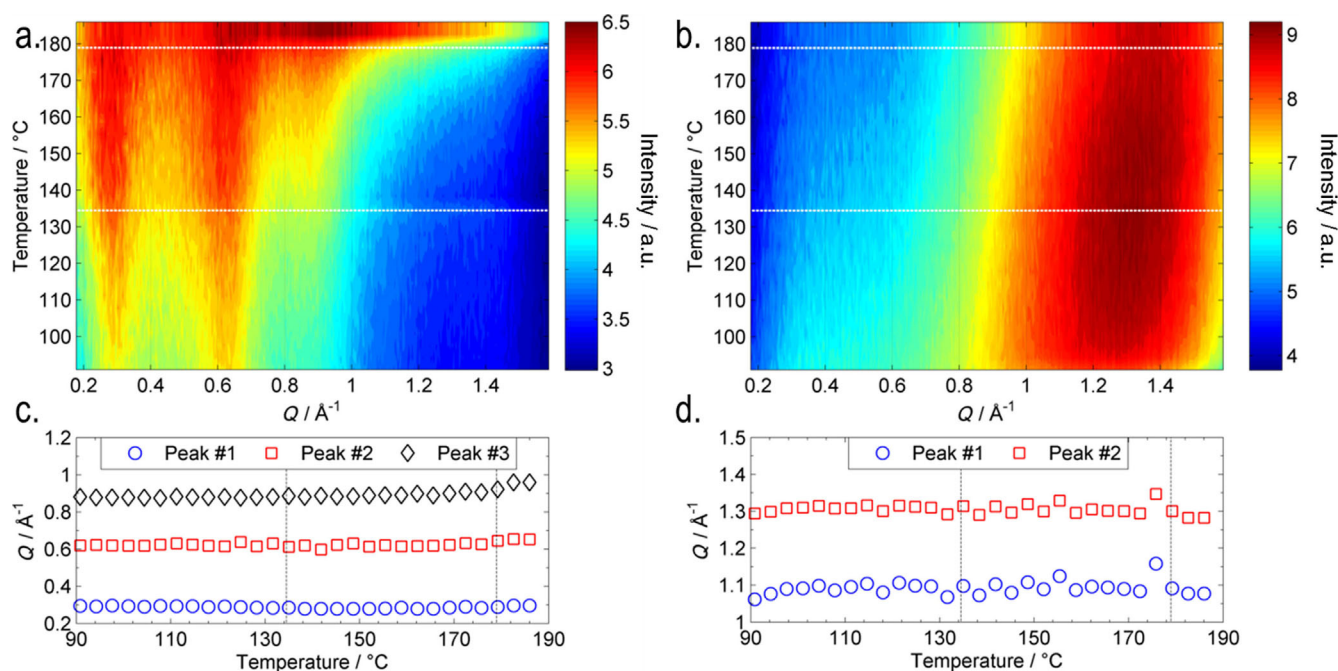 a.
Temperature / °C
180
170
160
150
140
130
120
110
100
0.2 0.4 0.6 0.8 1 1.2 1.4
Q / Å-1
6.5
6
5.5
5
4.5
4
3.5
3
Intensity / a.u.
b.
Temperature / °C
180
170
160
150
140
130
120
110
100
0.2 0.4 0.6 0.8 1 1.2 1.4
Q / Å-1
9
8
7
6
5
4
Intensity / a.u.
c.
Peak #1 Peak #2 Peak #3
Q / Å-1
1.2
1
0.8
0.6
0.4
0.2
90 110 130 150 170 190
Temperature / °C
d.
Peak #1 Peak #2
Q / Å-1
1.5
1.4
1.3
1.2
1.1
1
90 110 130 150 170 190
Temperature / °C